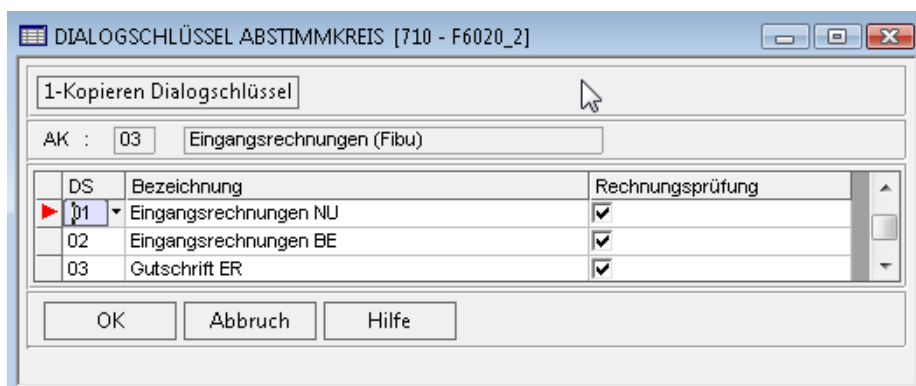 DIALOGSCHLÜSSEL ABSTIMMKREIS [710 - F6020_2]
1-Kopieren Dialogschlüssel
AK : 03 Eingangsrechnungen (Fibu)
DS Bezeichnung Rechnungsprüfung
01 Eingangsrechnungen NU
02 Eingangsrechnungen BE
03 Gutschrift ER
OK Abbruch Hilfe